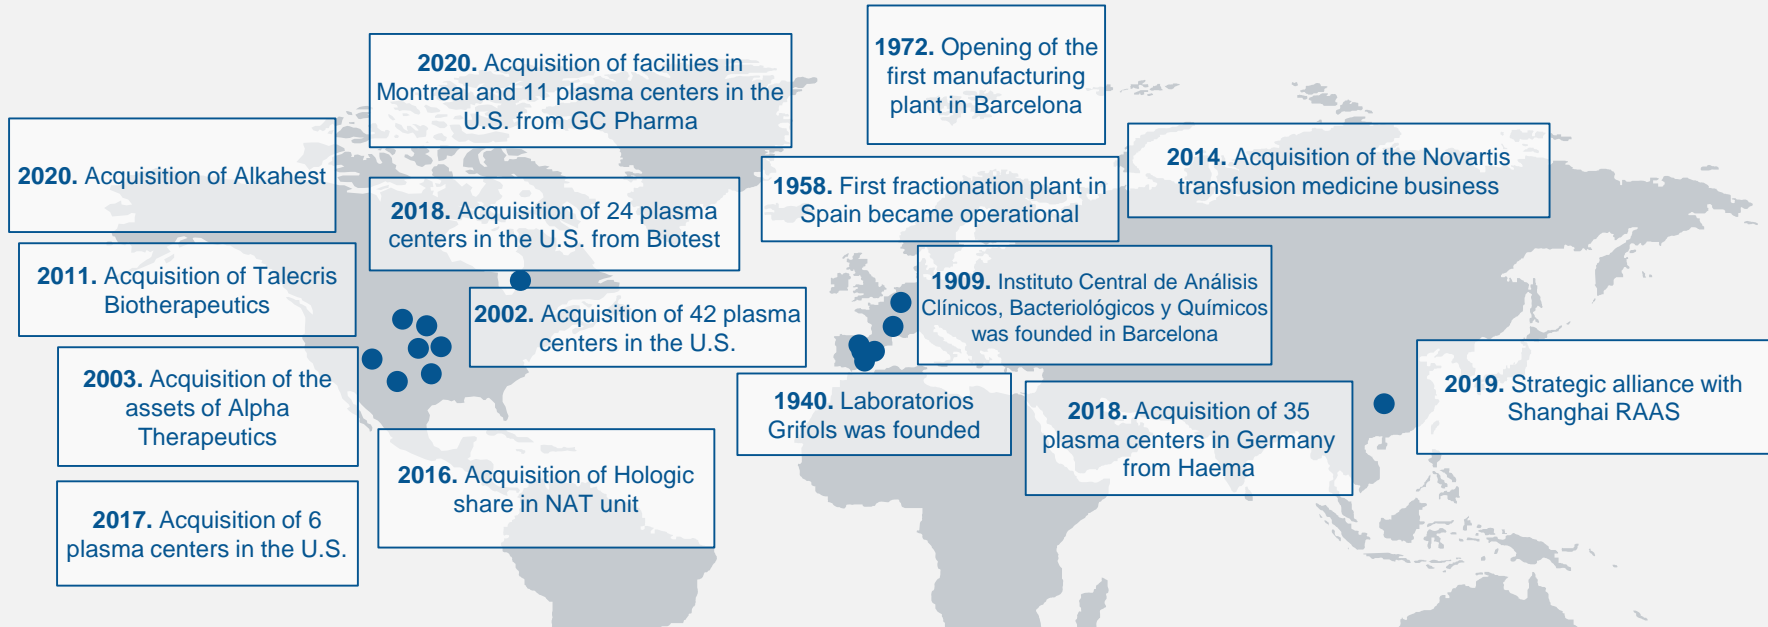 2020. Acquisition of facilities in
Montreal and 11 plasma centers in the
U.S. from GC Pharma
1972. Opening of the
first manufacturing
plant in Barcelona
2020. Acquisition of Alkahest
2018. Acquisition of 24 plasma
centers in the U.S. from Biotest
1958. First fractionation plant in
Spain became operational
2014. Acquisition of the Novartis
transfusion medicine business
2011. Acquisition of Talecris
Biotherapeutics
2002. Acquisition of 42 plasma
centers in the U.S.
1909. Instituto Central de Análisis
Clínicos, Bacteriológicos y Químicos
was founded in Barcelona
2003. Acquisition of the
assets of Alpha
Therapeutics
1940. Laboratorios
Grifols was founded
2018. Acquisition of 35
plasma centers in Germany
from Haema
2019. Strategic alliance with
Shanghai RAAS
2016. Acquisition of Hologic
share in NAT unit
2017. Acquisition of 6
plasma centers in the U.S.